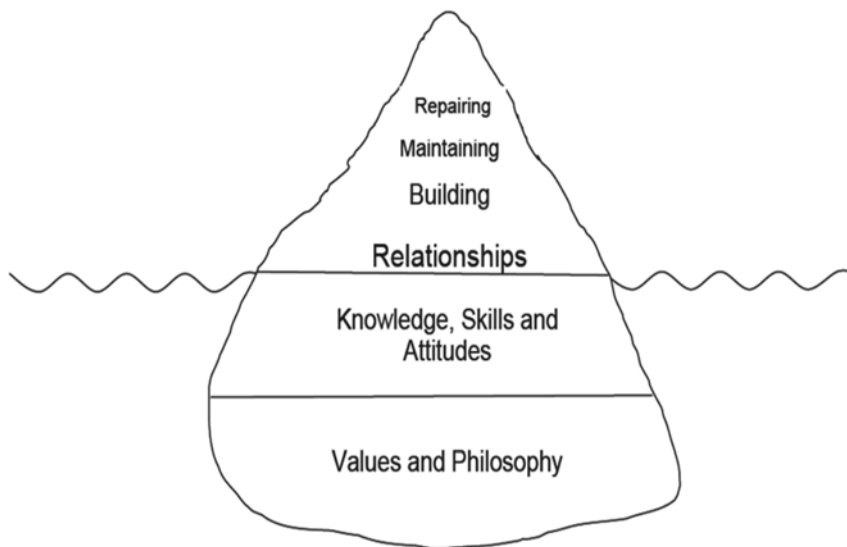 Repairing
Maintaining
Building
Relationships
Knowledge, Skills and
Attitudes
Values and Philosophy